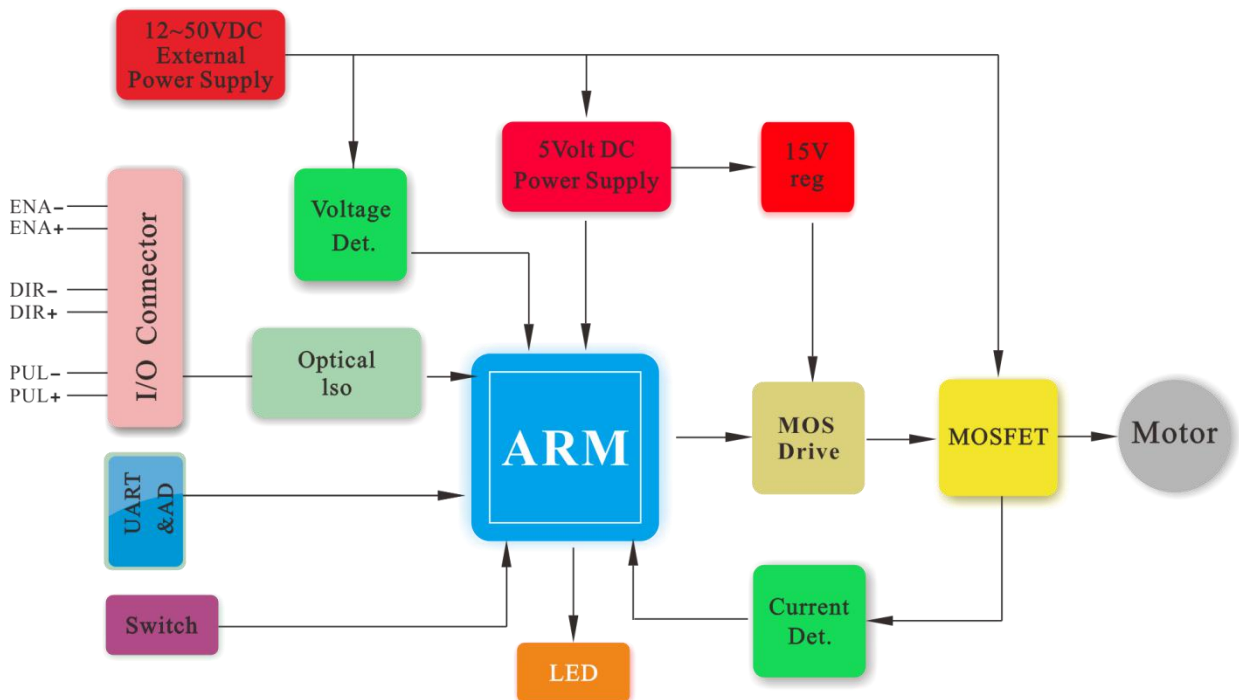 12~50VDC
External
Power Supply
5Volt DC
Power Supply
15V
reg
Voltage
Det.
ENA-
ENA+
DIR-
DIR+
PUL-
PUL+
I/O Connector
Optical
lso
ARM
MOS
Drive
MOSFET
Motor
UART
&AD
Switch
LED
Current
Det.